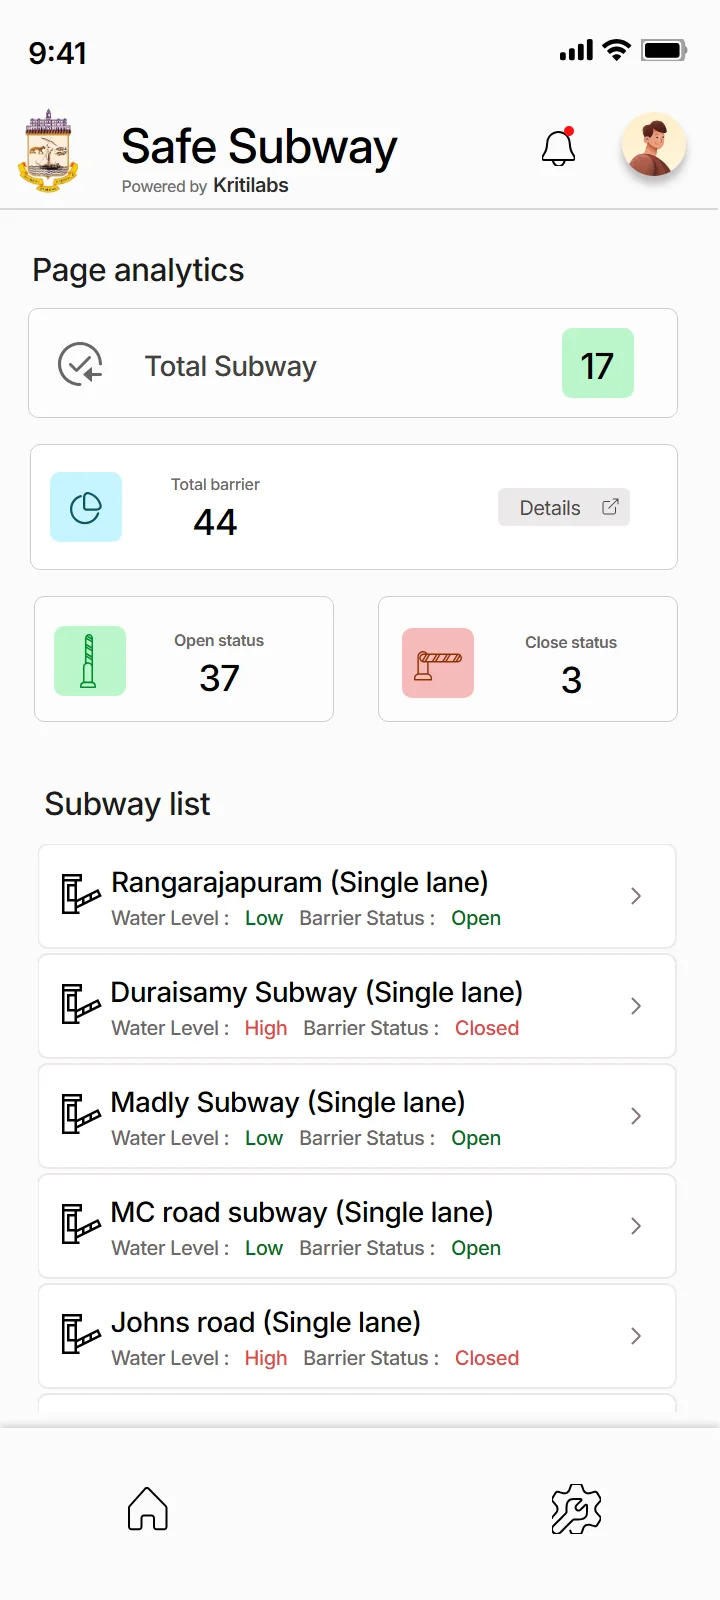 9:41
Safe Subway
Powered by Kritilabs
Page analytics
Total Subway
17
Total barrier
44
Details
Open status
37
Close status
3
Subway list
Rangarajapuram (Single lane)
Water Level : Low Barrier Status : Open
Duraisamy Subway (Single lane)
Water Level : High Barrier Status : Closed
Madly Subway (Single lane)
Water Level : Low Barrier Status : Open
MC road subway (Single lane)
Water Level : Low Barrier Status : Open
Johns road (Single lane)
Water Level : High Barrier Status : Closed